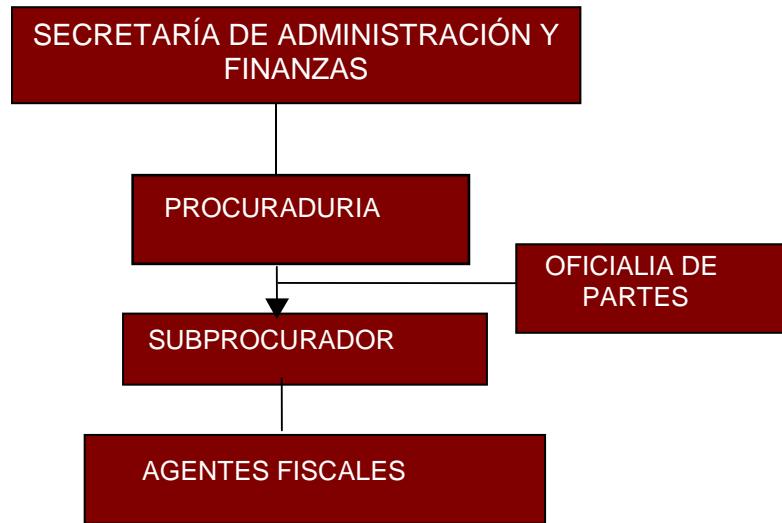 SECRETARÍA DE ADMINISTRACIÓN Y
FINANZAS
PROCURADURIA
OFICIALIA DE
PARTES
SUBPROCURADOR
AGENTES FISCALES